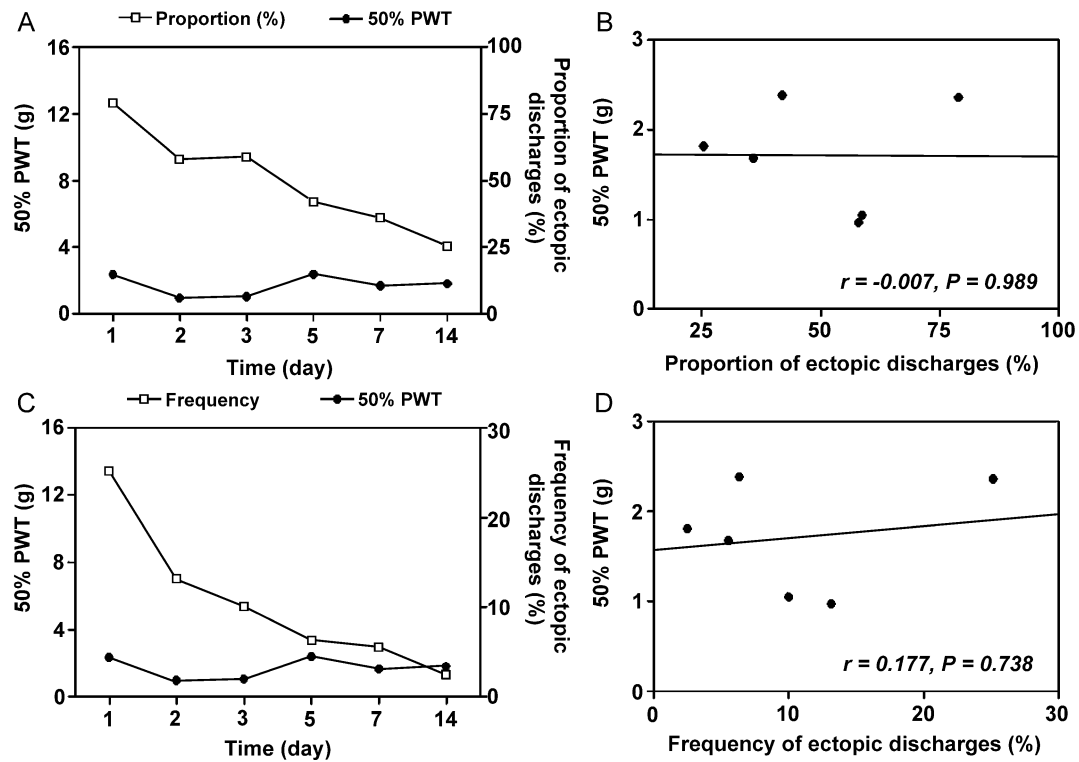 A
Proportion (%) 50% PWT
16
12
8
4
0
50% PWT (g)
100
75
50
25
0
Proportion of ectopic
discharges (%)
1 2 3 5 7 14
Time (day)
B
3
2
1
0
50% PWT (g)
r = -0.007, P = 0.989
25 50 75 100
Proportion of ectopic discharges (%)
C
Frequency 50% PWT
16
12
8
4
0
50% PWT (g)
30
20
10
0
Frequency of ectopic
discharges (%)
1 2 3 5 7 14
Time (day)
D
3
2
1
0
50% PWT (g)
r = 0.177, P = 0.738
0 10 20 30
Frequency of ectopic discharges (%)